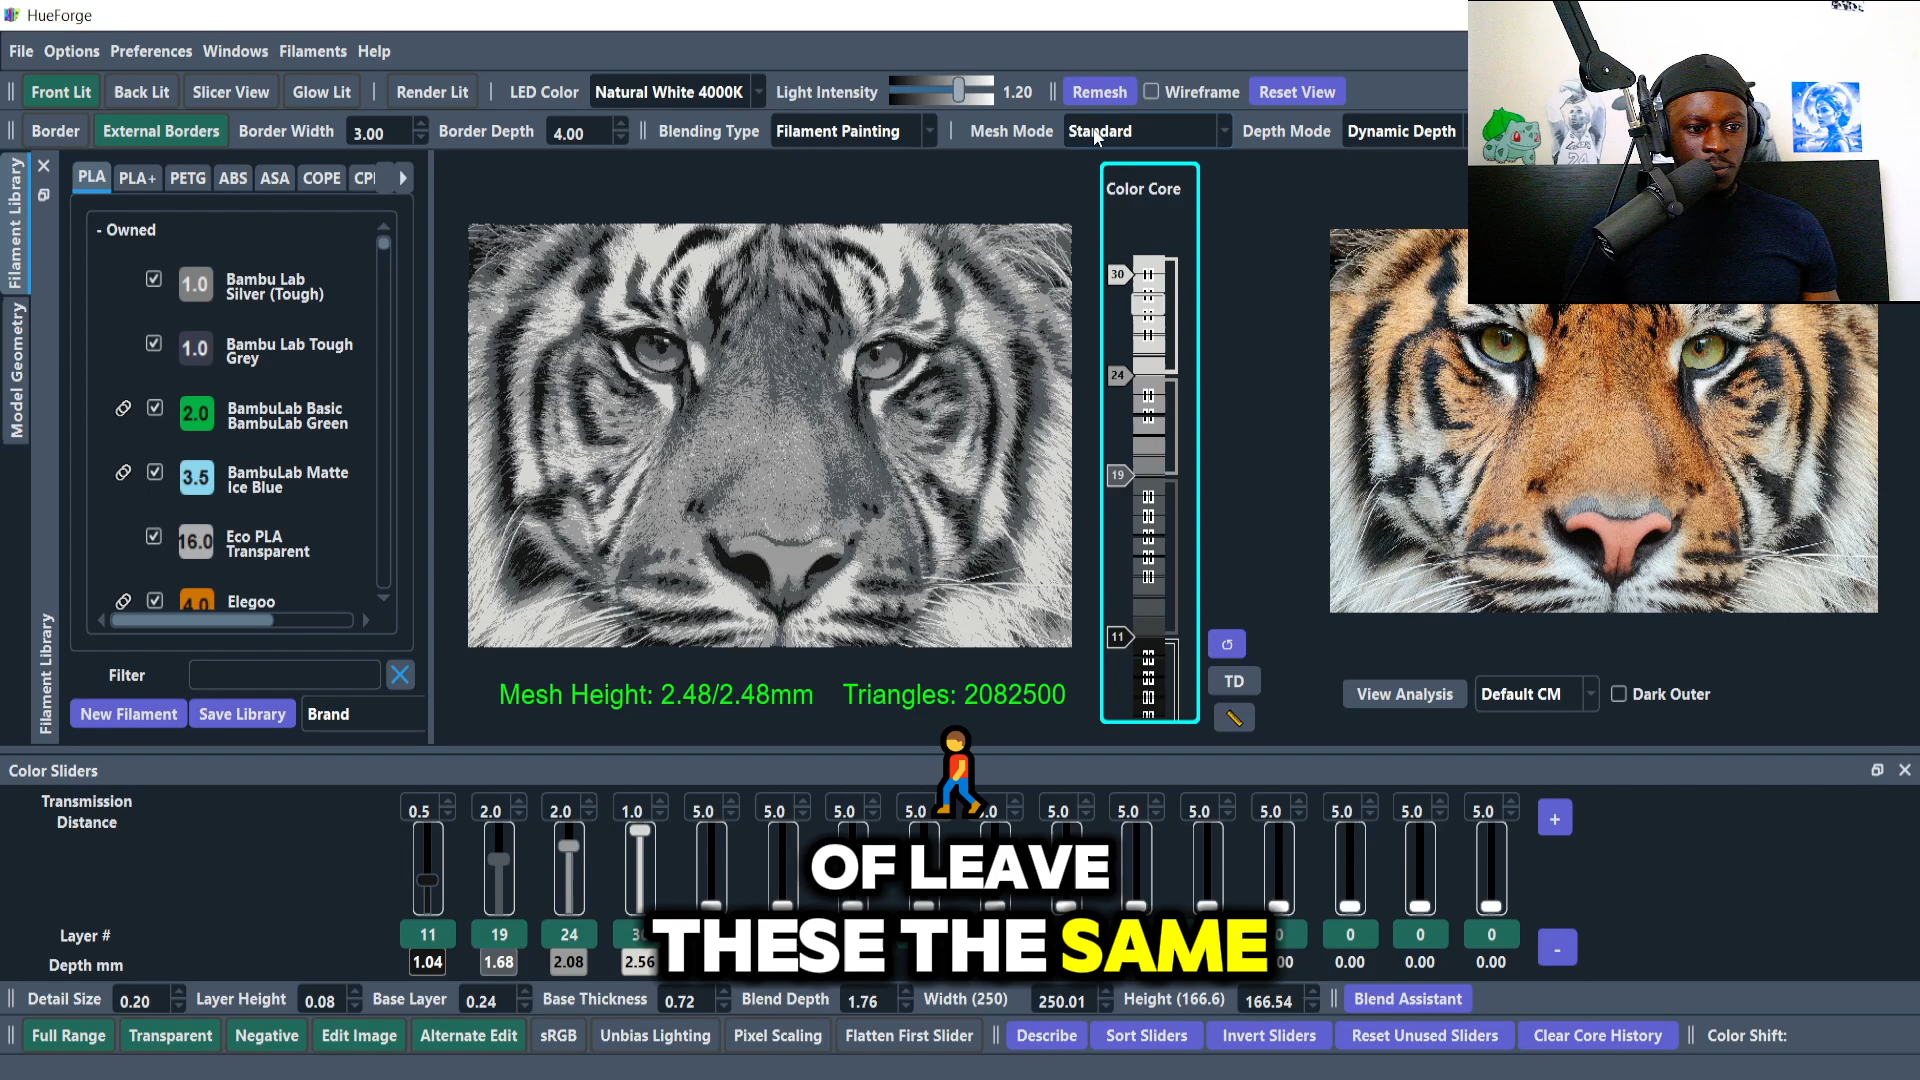 HueForge
File Options Preferences Windows Filaments Help
Front Lit Back Lit Slicer View Glow Lit Render Lit LED Color Natural White 4000K Light Intensity 1.20 Remesh Wireframe Reset View
Border External Borders Border Width 3.00 Border Depth 4.00 Blending Type Filament Painting Mesh Mode Standard Depth Mode Dynamic Depth
Filament Library
Model Geometry
Filament Library
PLA PLA+ PETG ABS ASA COPE
- Owned
1.0 Bambu Lab
Silver (Tough)
1.0 Bambu Lab Tough
Grey
2.0 BambuLab Basic
BambuLab Green
3.5 BambuLab Matte
Ice Blue
16.0 Eco PLA
Transparent
4.0 Elegoo
Filter
New Filament Save Library Brand
Color Core
30
24
19
11
TD
24
Mesh Height: 2.48/2.48mm Triangles: 2082500
View Analysis Default CM Dark Outer
Color Sliders
Transmission
Distance
0.5 2.0 2.0 1.0 5.0 5.0 5.0 5.0 5.0 5.0 5.0 5.0 5.0 5.0 5.0
+
OF LEAVE
THESE THE SAME
Layer # 11 19 24 0 0 0
Depth mm 1.04 1.68 2.08 2.56 0.00 0.00 0.00
-
Detail Size 0.20 Layer Height 0.08 Base Layer 0.24 Base Thickness 0.72 Blend Depth 1.76 Width (250) 250.01 Height (166.6) 166.54 Blend Assistant
Full Range Transparent Negative Edit Image Alternate Edit sRGB Unbias Lighting Pixel Scaling Flatten First Slider Describe Sort Sliders Invert Sliders Reset Unused Sliders Clear Core History Color Shift: